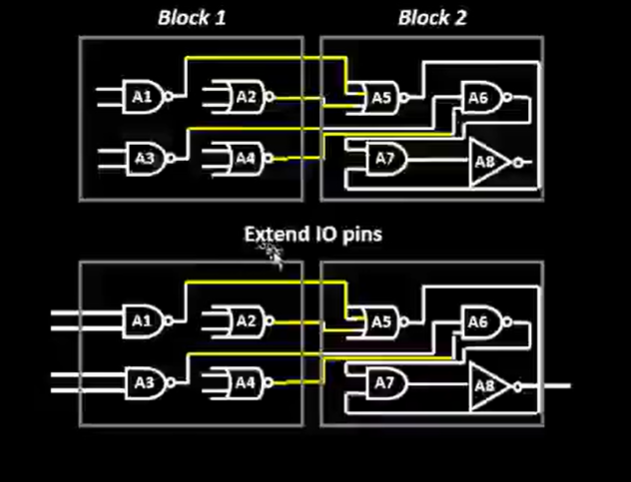 Block 1 Block 2
A1 A2 A5 A6
A3 A4 A7 A8
Extend IO pins
A1 A2 A5 A6
A3 A4 A7 A8